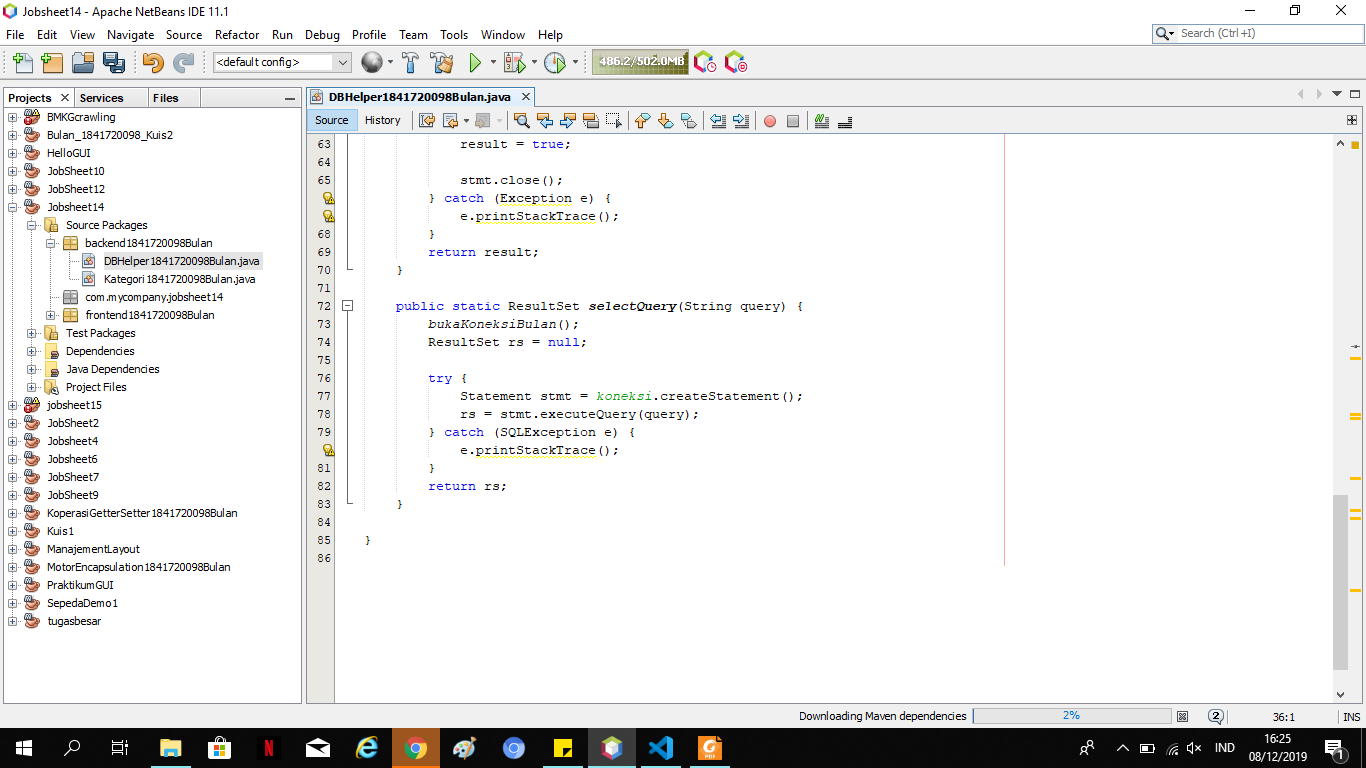 Jobsheet14 - Apache NetBeans IDE 11.1
File Edit View Navigate Source Refactor Run Debug Profile Team Tools Window Help
Search (Ctrl+I)
<default config>
486.2/502.0MB
Projects Services Files
BMKGcrawling
Bulan_1841720098_Kuis2
HelloGUI
JobSheet10
JobSheet12
Jobsheet14
Source Packages
backend1841720098Bulan
DBHelper1841720098Bulan.java
Kategori1841720098Bulan.java
com.mycompany.jobsheet14
frontend1841720098Bulan
Test Packages
Dependencies
Java Dependencies
Project Files
jobsheet15
JobSheet2
Jobsheet4
Jobsheet6
JobSheet7
JobSheet9
KoperasiGetterSetter1841720098Bulan
Kuis1
ManajementLayout
MotorEncapsulation1841720098Bulan
PraktikumGUI
SepedaDemo1
tugasbesar
DBHelper1841720098Bulan.java
Source History
63 result = true;
64
65 stmt.close();
} catch (Exception e) {
e.printStackTrace();
68 }
69 return result;
70 }
71
72 public static ResultSet selectQuery(String query) {
73 bukaKoneksiBulan();
74 ResultSet rs = null;
75
76 try {
77 Statement stmt = koneksi.createStatement();
78 rs = stmt.executeQuery(query);
79 } catch (SQLException e) {
e.printStackTrace();
81 }
82 return rs;
83 }
84
85 }
86
Downloading Maven dependencies 2% 2 36:1 INS
IND 16:25
08/12/2019 1